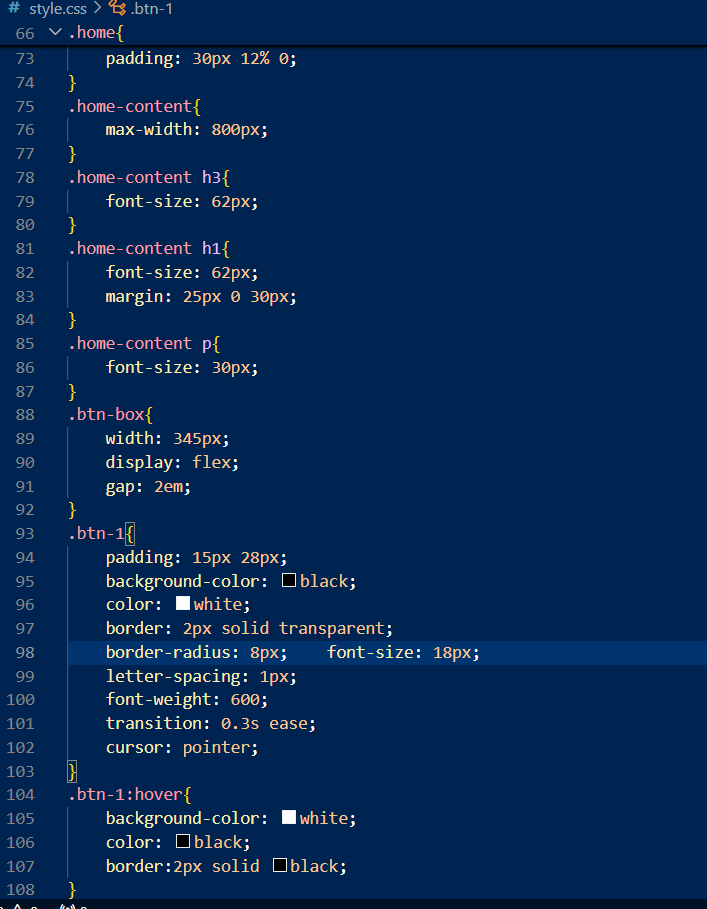 # style.css > .btn-1
66 .home{
73 padding: 30px 12% 0;
74 }
75 .home-content{
76 max-width: 800px;
77 }
78 .home-content h3{
79 font-size: 62px;
80 }
81 .home-content h1{
82 font-size: 62px;
83 margin: 25px 0 30px;
84 }
85 .home-content p{
86 font-size: 30px;
87 }
88 .btn-box{
89 width: 345px;
90 display: flex;
91 gap: 2em;
92 }
93 .btn-1{
94 padding: 15px 28px;
95 background-color: black;
96 color: white;
97 border: 2px solid transparent;
98 border-radius: 8px;    font-size: 18px;
99 letter-spacing: 1px;
100 font-weight: 600;
101 transition: 0.3s ease;
102 cursor: pointer;
103 }
104 .btn-1:hover{
105 background-color: white;
106 color: black;
107 border:2px solid black;
108 }